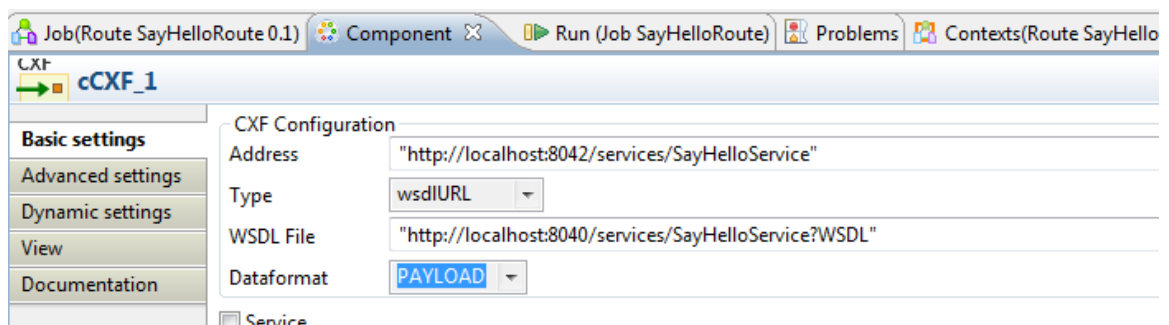 Job(Route SayHelloRoute 0.1) Component Run (Job SayHelloRoute) Problems Contexts(Route SayHello
CXF
cCXF_1
Basic settings
Advanced settings
Dynamic settings
View
Documentation
CXF Configuration
Address "http://localhost:8042/services/SayHelloService"
Type wsdlURL
WSDL File "http://localhost:8040/services/SayHelloService?WSDL"
Dataformat PAYLOAD
Service